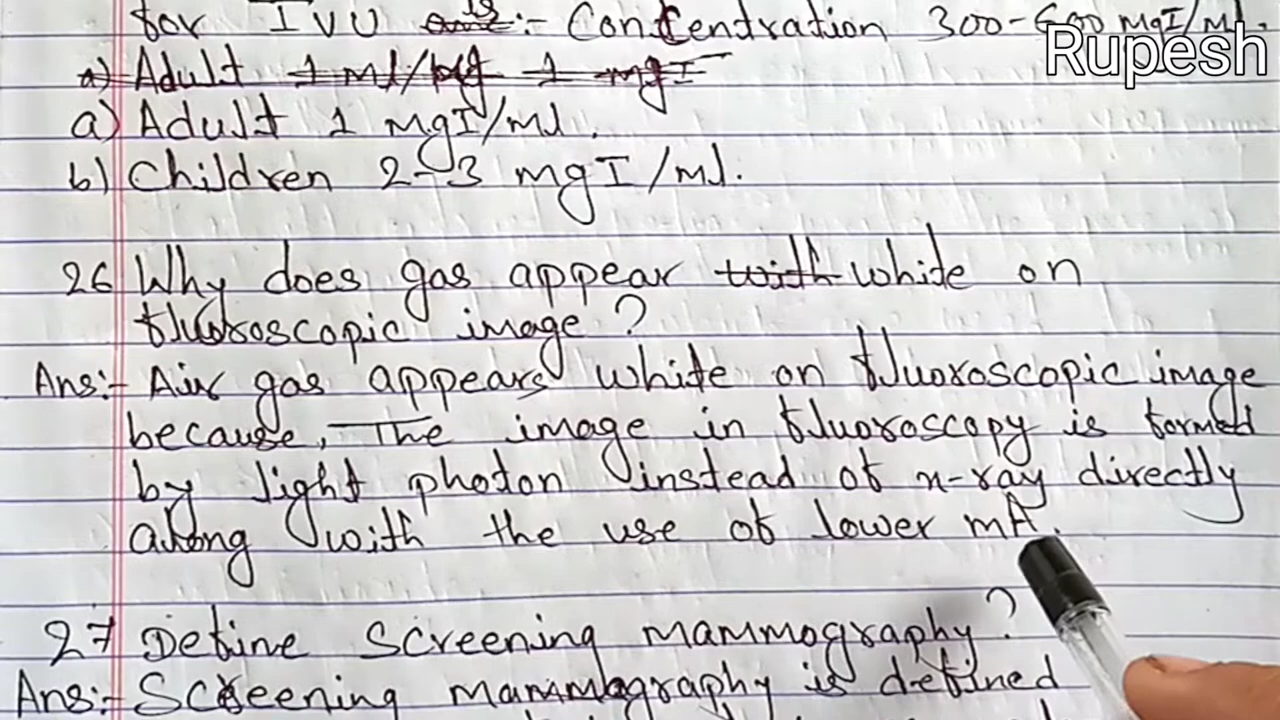 for IVU is:- Concentration 300-600 MgI/Ml.
Rupesh
a) Adult 1 Ml/kg 1 mgI
a) Adult 1 MgI/Ml.
b) Children 2-3 mgI/ml.
26 Why does gas appear with white on
fluoroscopic image ?
Ans:- Air gas appears white on fluoroscopic image
because, The image in fluoroscopy is formed
by light photon instead of x-ray directly
along with the use of lower mA.
27 Define Screening mammography ?
Ans:- Screening mammography is defined